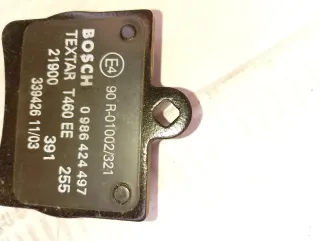 E4 90 R-01002/321
BOSCH 0 986 424 497
TEXTAR T460 EE 255
21900 391
339426 11/03